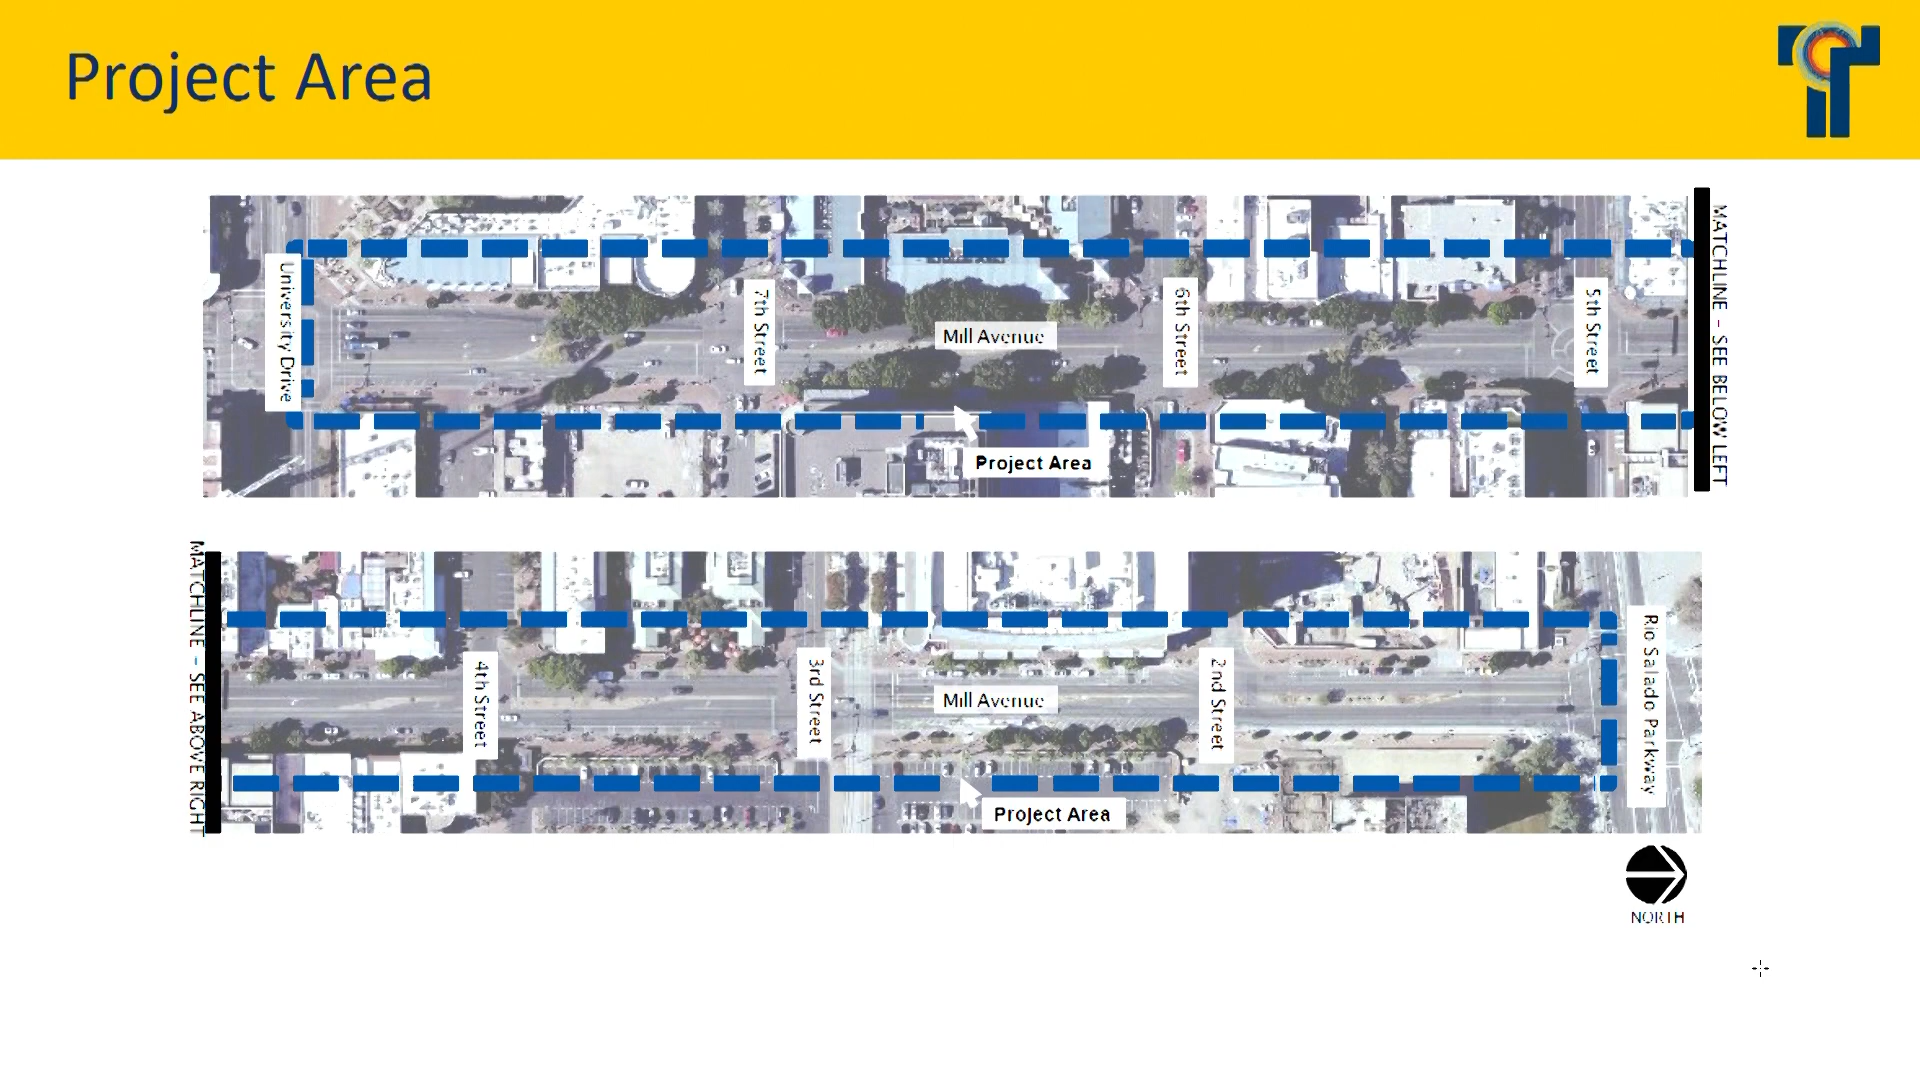 Project Area
University Drive
7th Street
Mill Avenue
6th Street
5th Street
MATCHLINE - SEE BELOW LEFT
Project Area
MATCHLINE - SEE ABOVE RIGHT
4th Street
3rd Street
Mill Avenue
2nd Street
Rio Salado Parkway
Project Area
NORTH